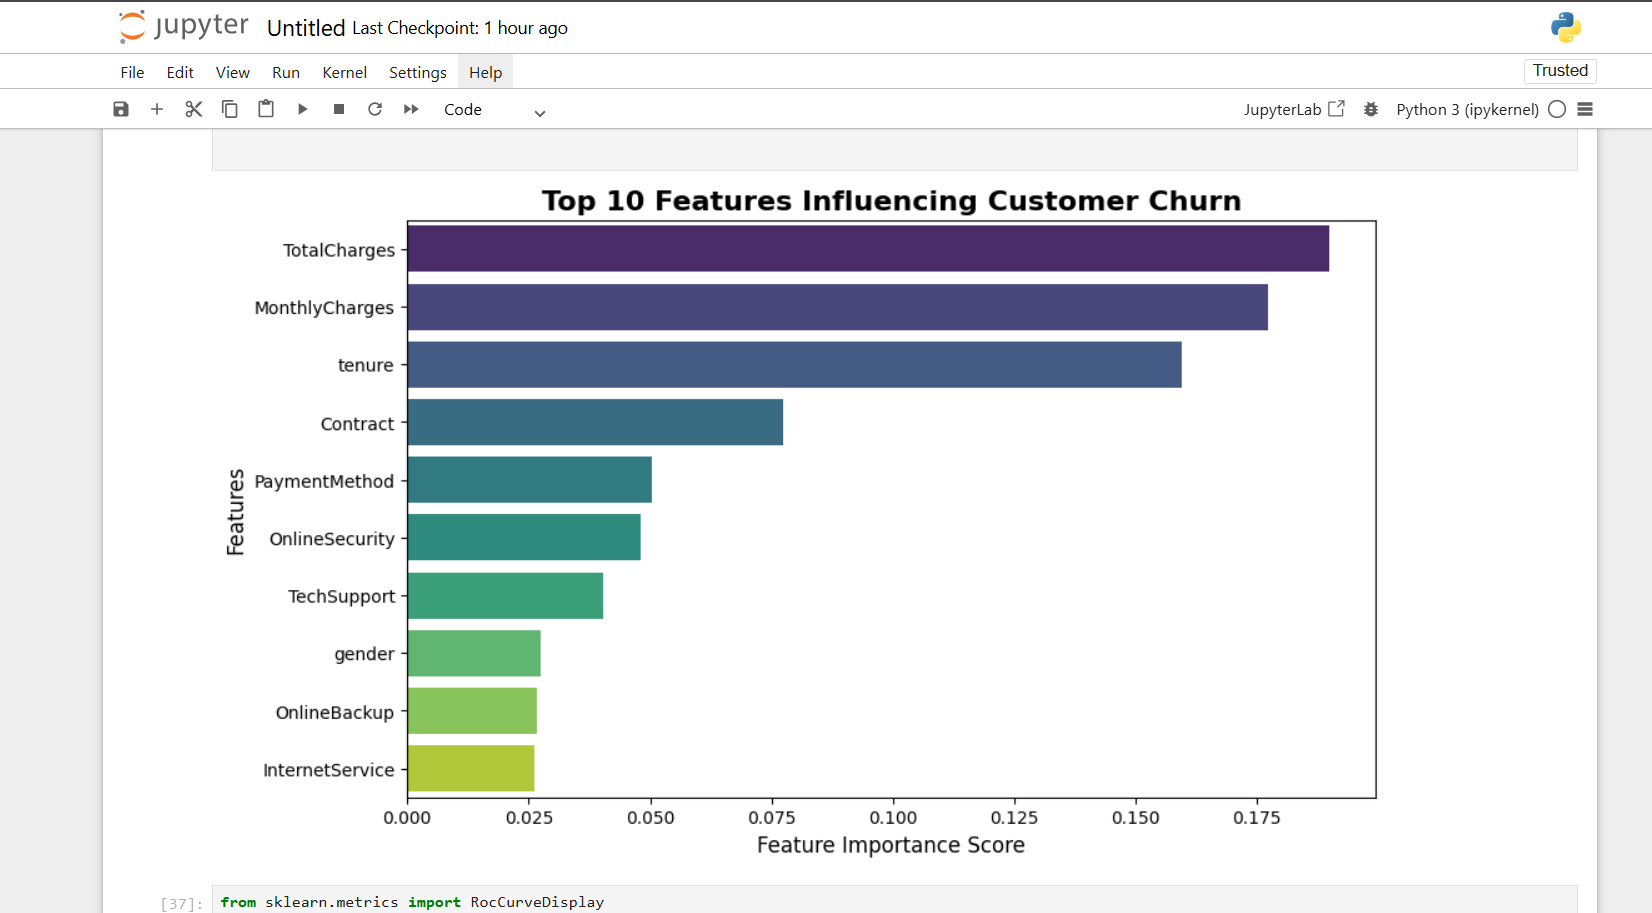 jupyter Untitled Last Checkpoint: 1 hour ago
File Edit View Run Kernel Settings Help Trusted
Code JupyterLab Python 3 (ipykernel)
Top 10 Features Influencing Customer Churn
TotalCharges
MonthlyCharges
tenure
Contract
PaymentMethod
OnlineSecurity
TechSupport
gender
OnlineBackup
InternetService
Features
0.000 0.025 0.050 0.075 0.100 0.125 0.150 0.175
Feature Importance Score
[37]: from sklearn.metrics import RocCurveDisplay